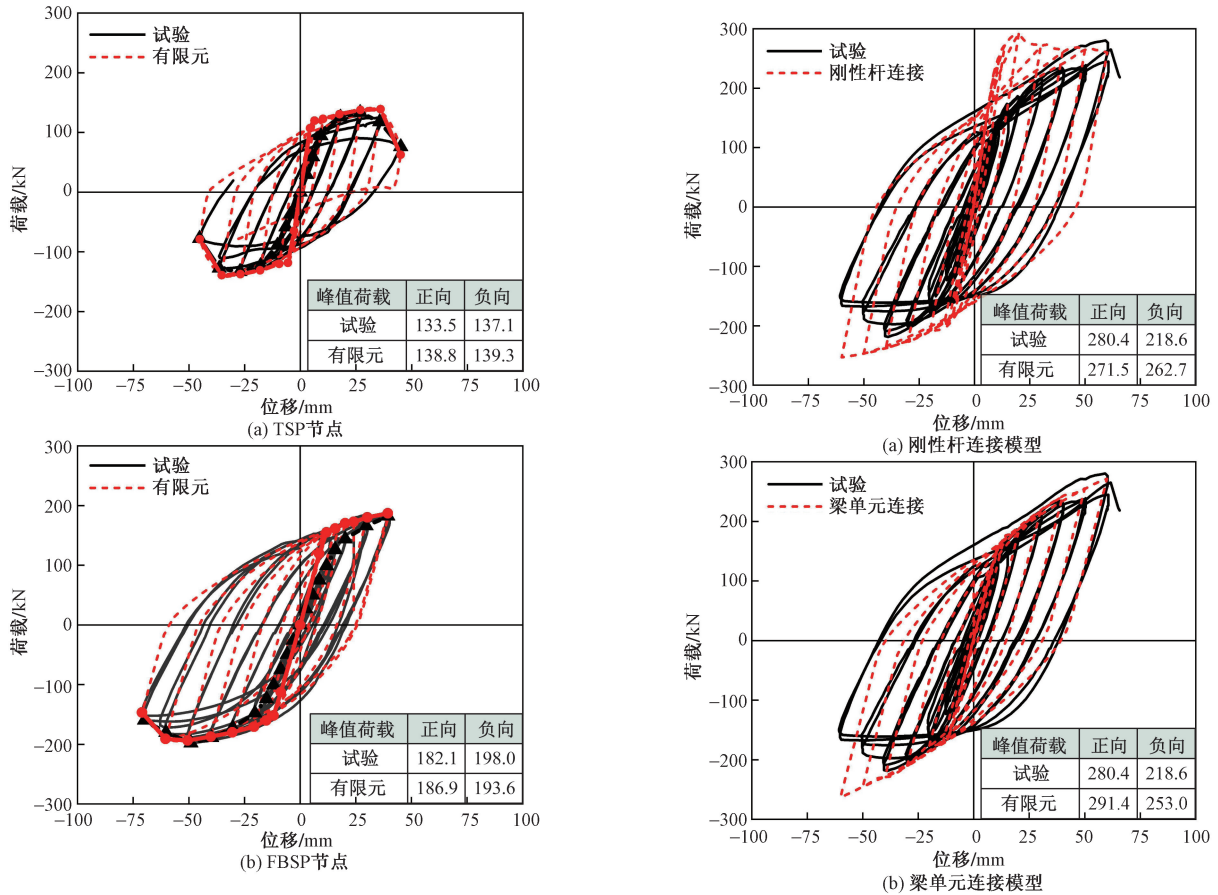 300
200
100
0
−100
−200
−300
荷载/kN
试验
有限元
峰值荷载 正向 负向
试验 133.5 137.1
有限元 138.8 139.3
−100 −75 −50 −25 0 25 50 75 100
位移/mm
(a) TSP节点
300
200
100
0
−100
−200
−300
荷载/kN
试验
有限元
峰值荷载 正向 负向
试验 182.1 198.0
有限元 186.9 193.6
−100 −75 −50 −25 0 25 50 75 100
位移/mm
(b) FBSP节点
300
200
100
0
−100
−200
−300
荷载/kN
试验
刚性杆连接
峰值荷载 正向 负向
试验 280.4 218.6
有限元 271.5 262.7
−100 −75 −50 −25 0 25 50 75 100
位移/mm
(a) 刚性杆连接模型
300
200
100
0
−100
−200
−300
荷载/kN
试验
梁单元连接
峰值荷载 正向 负向
试验 280.4 218.6
有限元 291.4 253.0
−100 −75 −50 −25 0 25 50 75 100
位移/mm
(b) 梁单元连接模型